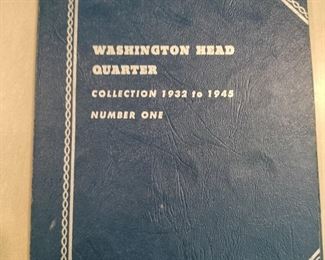 WASHINGTON HEAD
QUARTER
COLLECTION 1932 to 1945
NUMBER ONE